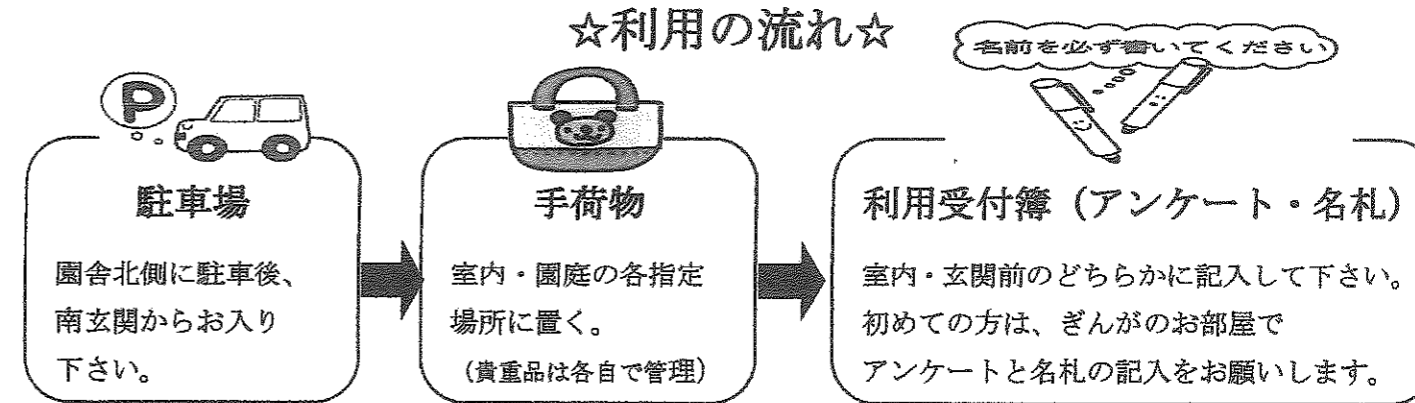 ☆利用の流れ☆
名前を必ず書いてください
P
駐車場
園舎北側に駐車後、
南玄関からお入り
下さい。
手荷物
室内・園庭の各指定
場所に置く。
（貴重品は各自で管理）
利用受付簿（アンケート・名札）
室内・玄関前のどちらかに記入して下さい。
初めての方は、ぎんがのお部屋で
アンケートと名札の記入をお願いします。